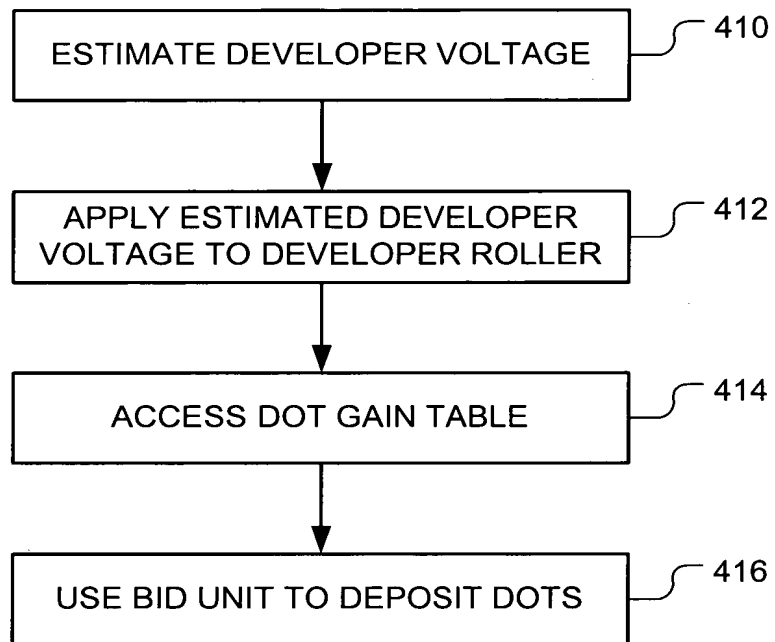 ESTIMATE DEVELOPER VOLTAGE
410
APPLY ESTIMATED DEVELOPER
VOLTAGE TO DEVELOPER ROLLER
412
ACCESS DOT GAIN TABLE
414
USE BID UNIT TO DEPOSIT DOTS
416